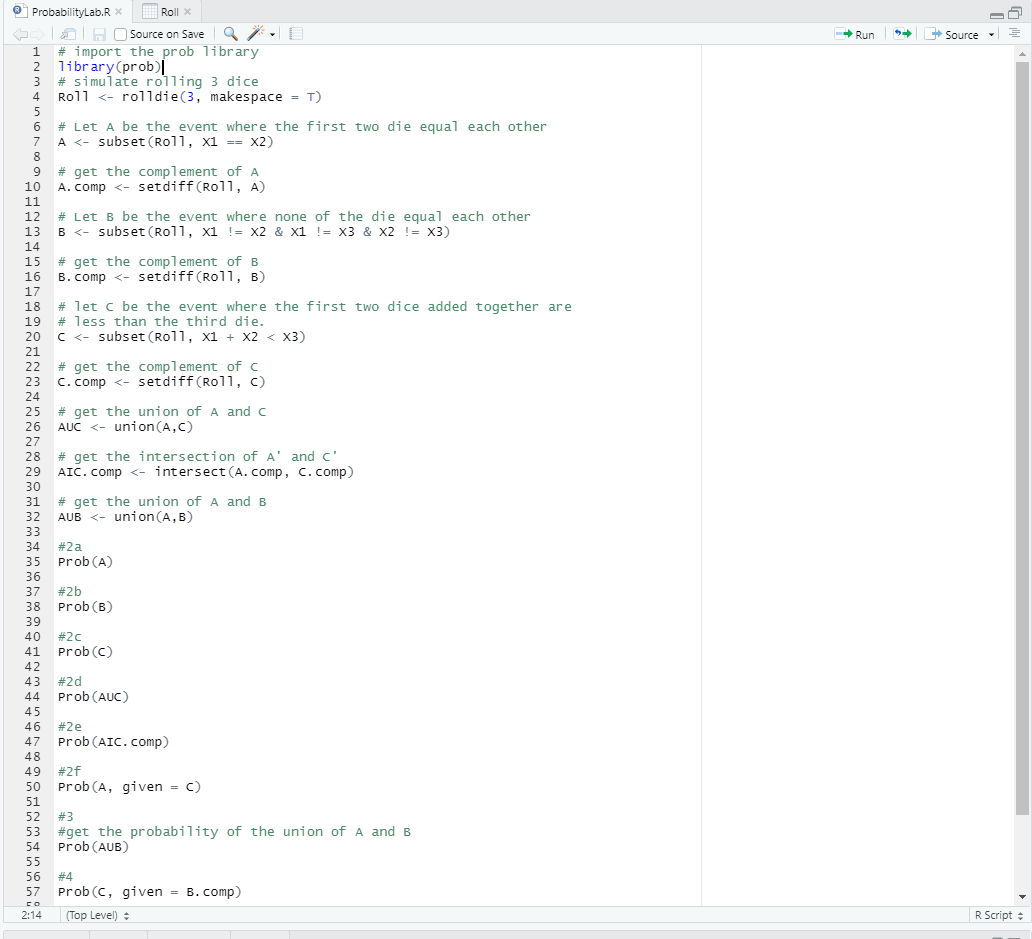 ProbabilityLab.R × Roll ×
Source on Save Run Source
1 # import the prob library
2 library(prob)
3 # simulate rolling 3 dice
4 Roll <- rolldie(3, makespace = T)
5
6 # Let A be the event where the first two die equal each other
7 A <- subset(Roll, X1 == X2)
8
9 # get the complement of A
10 A.comp <- setdiff(Roll, A)
11
12 # Let B be the event where none of the die equal each other
13 B <- subset(Roll, X1 != X2 & X1 != X3 & X2 != X3)
14
15 # get the complement of B
16 B.comp <- setdiff(Roll, B)
17
18 # let C be the event where the first two dice added together are
19 # less than the third die.
20 C <- subset(Roll, X1 + X2 < X3)
21
22 # get the complement of C
23 C.comp <- setdiff(Roll, C)
24
25 # get the union of A and C
26 AUC <- union(A,C)
27
28 # get the intersection of A' and C'
29 AIC.comp <- intersect(A.comp, C.comp)
30
31 # get the union of A and B
32 AUB <- union(A,B)
33
34 #2a
35 Prob(A)
36
37 #2b
38 Prob(B)
39
40 #2c
41 Prob(C)
42
43 #2d
44 Prob(AUC)
45
46 #2e
47 Prob(AIC.comp)
48
49 #2f
50 Prob(A, given = C)
51
52 #3
53 #get the probability of the union of A and B
54 Prob(AUB)
55
56 #4
57 Prob(C, given = B.comp)
58
2:14 (Top Level) R Script